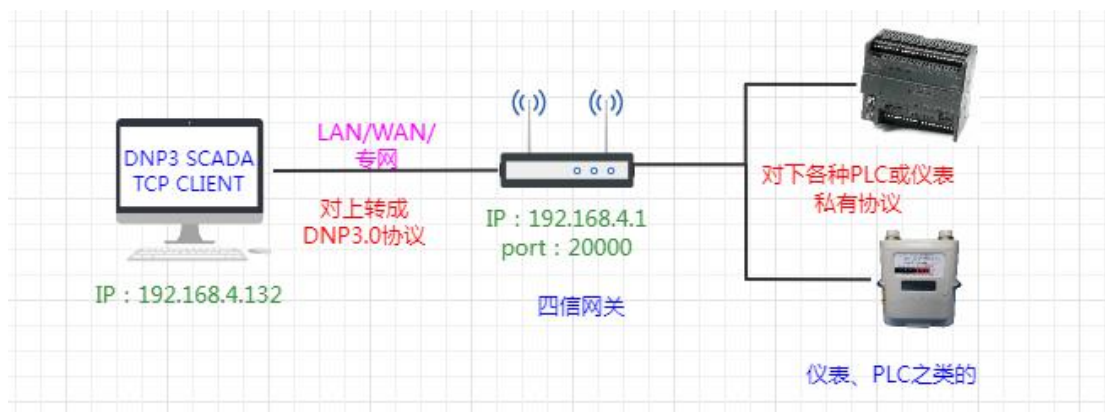 DNP3 SCADA
TCP CLIENT
IP：192.168.4.132
LAN/WAN/
专网
对上转成
DNP3.0协议
IP：192.168.4.1
port：20000
四信网关
对下各种PLC或仪表
私有协议
仪表、PLC之类的